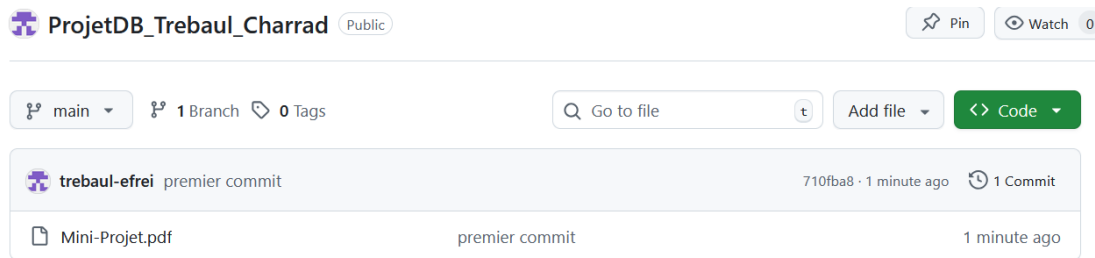 ProjetDB_Trebaul_Charrad Public Pin Watch 0
main 1 Branch 0 Tags Go to file t Add file Code
trebaul-efrei premier commit 710fba8 · 1 minute ago 1 Commit
Mini-Projet.pdf premier commit 1 minute ago